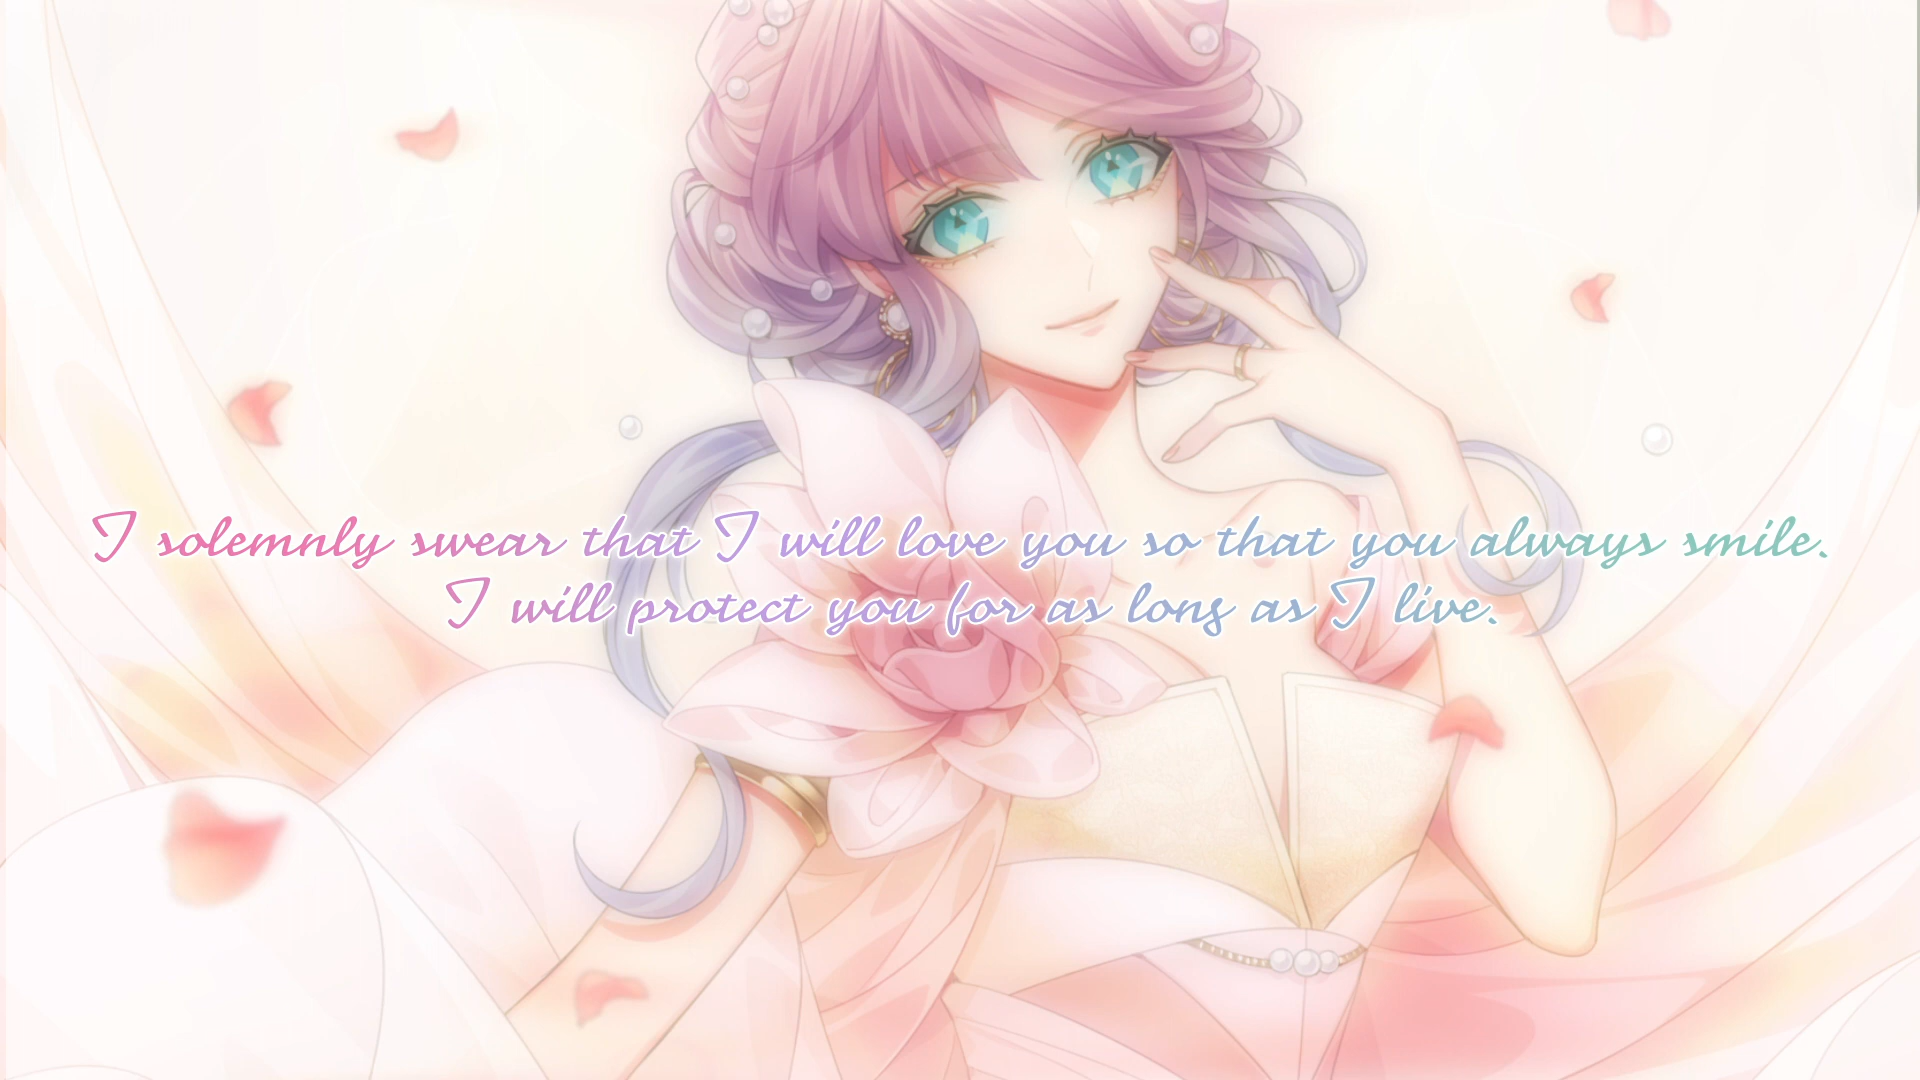 I solemnly swear that I will love you so that you always smile.
I will protect you for as long as I live.